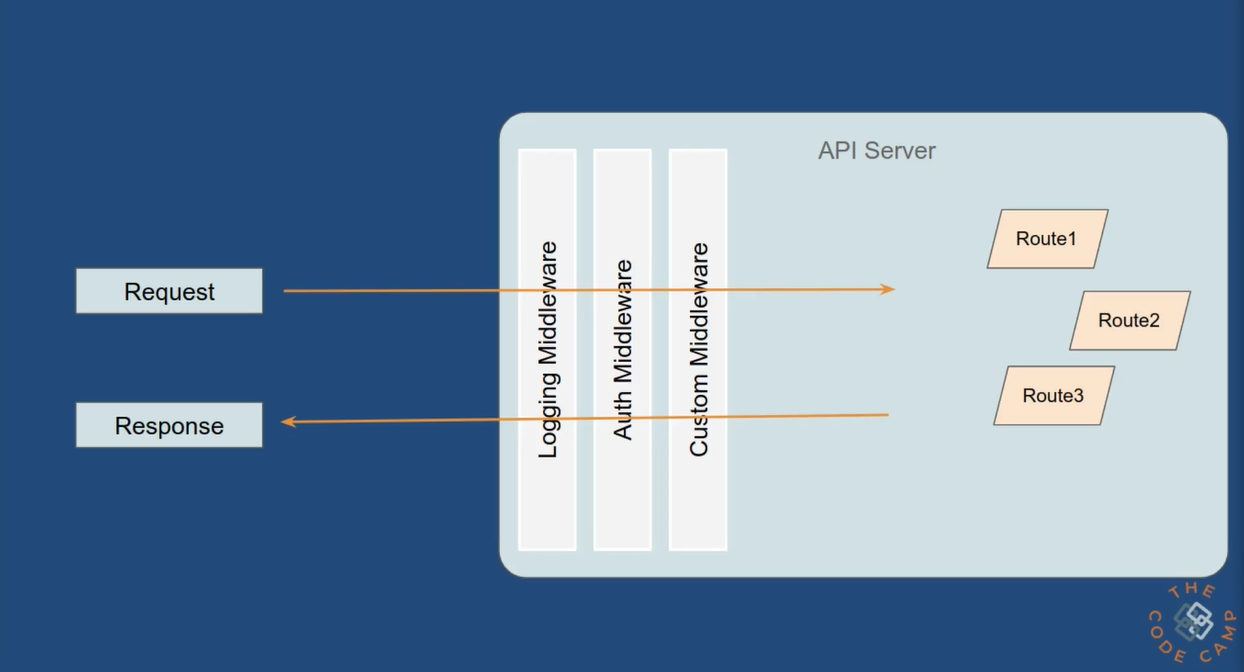 API Server
Logging Middleware
Auth Middleware
Custom Middleware
Request
Response
Route1
Route2
Route3
THE CODE CAMP